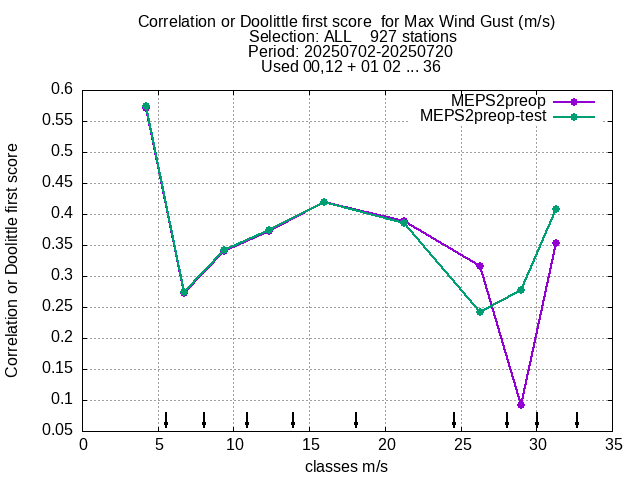 Correlation or Doolittle first score  for Max Wind Gust (m/s)
Selection: ALL    927 stations
Period: 20250702-20250720
Used 00,12 + 01 02 ... 36
MEPS2preop
MEPS2preop-test
Correlation or Doolittle first score
0.6
0.55
0.5
0.45
0.4
0.35
0.3
0.25
0.2
0.15
0.1
0.05
0 5 10 15 20 25 30 35
classes m/s